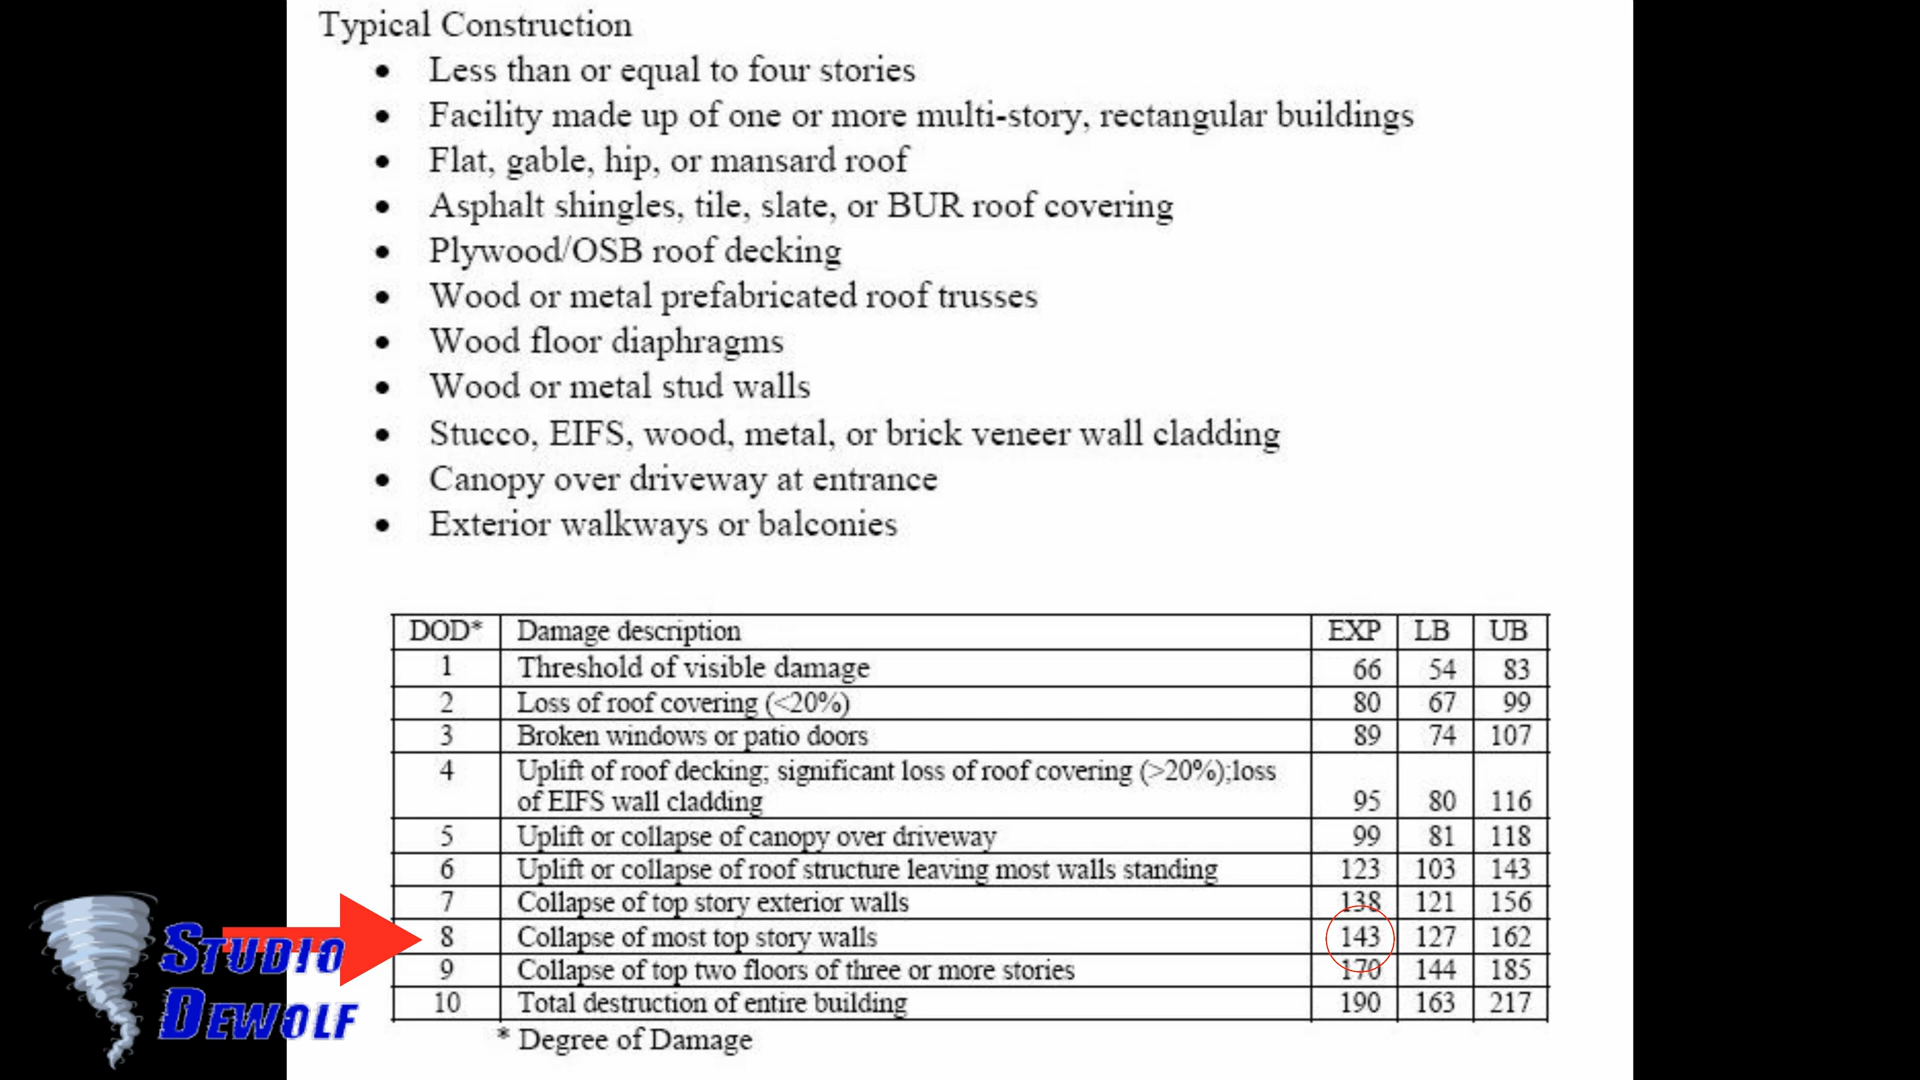 Typical Construction
• Less than or equal to four stories
• Facility made up of one or more multi-story, rectangular buildings
• Flat, gable, hip, or mansard roof
• Asphalt shingles, tile, slate, or BUR roof covering
• Plywood/OSB roof decking
• Wood or metal prefabricated roof trusses
• Wood floor diaphragms
• Wood or metal stud walls
• Stucco, EIFS, wood, metal, or brick veneer wall cladding
• Canopy over driveway at entrance
• Exterior walkways or balconies
DOD* Damage description EXP LB UB
1 Threshold of visible damage 66 54 83
2 Loss of roof covering (<20%) 80 67 99
3 Broken windows or patio doors 89 74 107
4 Uplift of roof decking; significant loss of roof covering (>20%);loss
of EIFS wall cladding 95 80 116
5 Uplift or collapse of canopy over driveway 99 81 118
6 Uplift or collapse of roof structure leaving most walls standing 123 103 143
7 Collapse of top story exterior walls 138 121 156
8 Collapse of most top story walls 143 127 162
9 Collapse of top two floors of three or more stories 170 144 185
10 Total destruction of entire building 190 163 217
* Degree of Damage
STUDIO
DEWOLF